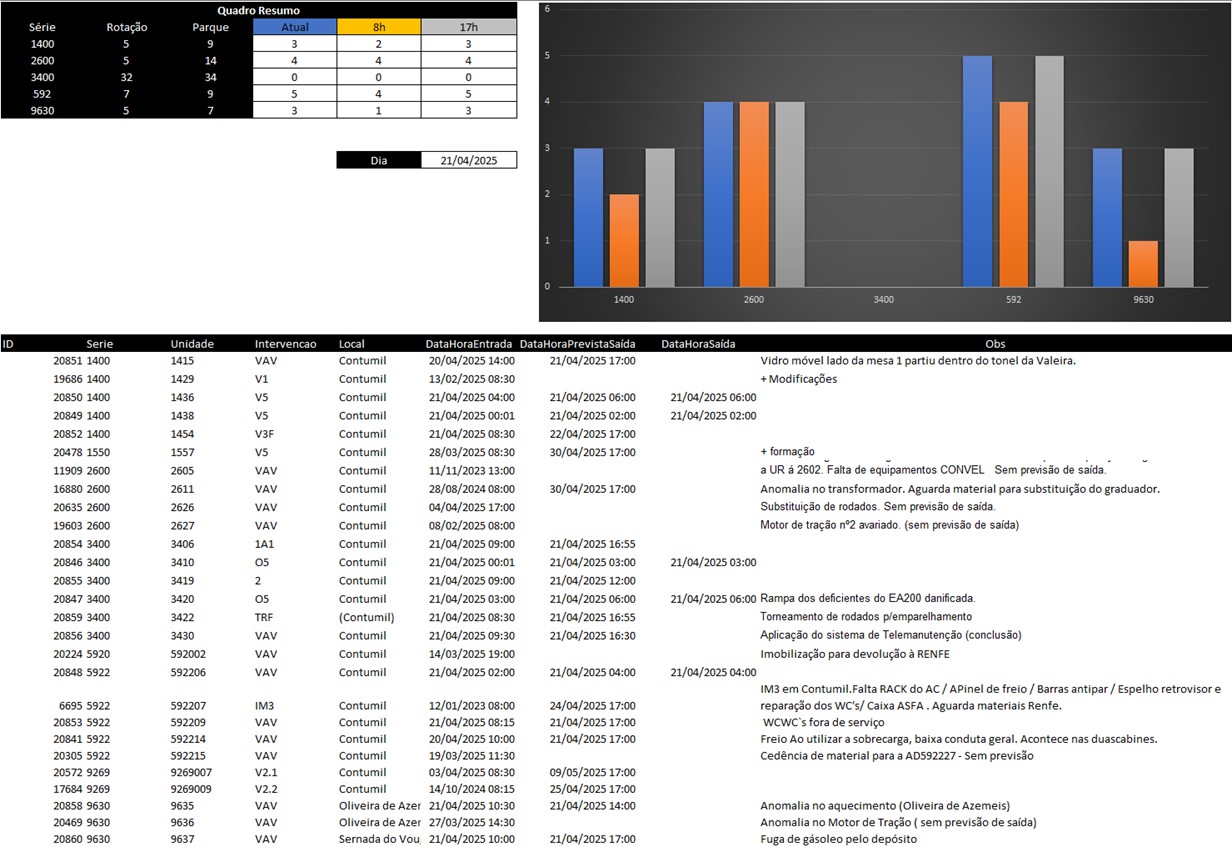 Quadro Resumo
Série Rotação Parque Atual 8h 17h
1400 5 9 3 2 3
2600 5 14 4 4 4
3400 32 34 0 0 0
592 7 9 5 4 5
9630 5 7 3 1 3
Dia 21/04/2025
6
5
4
3
2
1
0
1400 2600 3400 592 9630
ID Serie Unidade Intervencao Local DataHoraEntrada DataHoraPrevistaSaída DataHoraSaída Obs
20851 1400 1415 VAV Contumil 20/04/2025 14:00 21/04/2025 17:00 Vidro móvel lado da mesa 1 partiu dentro do tonel da Valeira.
19686 1400 1429 V1 Contumil 13/02/2025 08:30 + Modificações
20850 1400 1436 V5 Contumil 21/04/2025 04:00 21/04/2025 06:00 21/04/2025 06:00
20849 1400 1438 V5 Contumil 21/04/2025 00:01 21/04/2025 02:00 21/04/2025 02:00
20852 1400 1454 V3F Contumil 21/04/2025 08:30 22/04/2025 17:00
20478 1550 1557 V5 Contumil 28/03/2025 08:30 30/04/2025 17:00 + formação
11909 2600 2605 VAV Contumil 11/11/2023 13:00 a UR á 2602. Falta de equipamentos CONVEL Sem previsão de saída.
16880 2600 2611 VAV Contumil 28/08/2024 08:00 30/04/2025 17:00 Anomalia no transformador. Aguarda material para substituição do graduador.
20635 2600 2626 VAV Contumil 04/04/2025 17:00 Substituição de rodados. Sem previsão de saída.
19603 2600 2627 VAV Contumil 08/02/2025 08:00 Motor de tração nº2 avariado. (sem previsão de saída)
20854 3400 3406 1A1 Contumil 21/04/2025 09:00 21/04/2025 16:55
20846 3400 3410 O5 Contumil 21/04/2025 00:01 21/04/2025 03:00 21/04/2025 03:00
20855 3400 3419 2 Contumil 21/04/2025 09:00 21/04/2025 12:00
20847 3400 3420 O5 Contumil 21/04/2025 03:00 21/04/2025 06:00 21/04/2025 06:00 Rampa dos deficientes do EA200 danificada.
20859 3400 3422 TRF (Contumil) 21/04/2025 08:30 21/04/2025 16:55 Torneamento de rodados p/emparelhamento
20856 3400 3430 VAV Contumil 21/04/2025 09:30 21/04/2025 16:30 Aplicação do sistema de Telemanutenção (conclusão)
20224 5920 592002 VAV Contumil 14/03/2025 19:00 Imobilização para devolução à RENFE
20848 5922 592206 VAV Contumil 21/04/2025 02:00 21/04/2025 04:00 21/04/2025 04:00
IM3 em Contumil.Falta RACK do AC / APinel de freio / Barras antipar / Espelho retrovisor e
6695 5922 592207 IM3 Contumil 12/01/2023 08:00 24/04/2025 17:00 reparação dos WC's/ Caixa ASFA . Aguarda materiais Renfe.
20853 5922 592209 VAV Contumil 21/04/2025 08:15 21/04/2025 17:00 WCWC`s fora de serviço
20841 5922 592214 VAV Contumil 20/04/2025 10:00 21/04/2025 17:00 Freio Ao utilizar a sobrecarga, baixa conduta geral. Acontece nas duascabines.
20305 5922 592215 VAV Contumil 19/03/2025 11:30 Cedência de material para a AD592227 - Sem previsão
20572 9269 9269007 V2.1 Contumil 03/04/2025 08:30 09/05/2025 17:00
17684 9269 9269009 V2.2 Contumil 14/10/2024 08:15 25/04/2025 17:00
20858 9630 9635 VAV Oliveira de Azer 21/04/2025 10:30 21/04/2025 14:00 Anomalia no aquecimento (Oliveira de Azemeis)
20469 9630 9636 VAV Oliveira de Azer 27/03/2025 14:30 Anomalia no Motor de Tração ( sem previsão de saída)
20860 9630 9637 VAV Sernada do Vou 21/04/2025 10:00 21/04/2025 17:00 Fuga de gásoleo pelo depósito